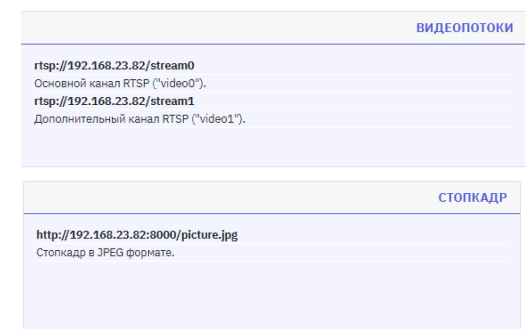 ВИДЕОПОТОКИ
rtsp://192.168.23.82/stream0
Основной канал RTSP ("video0").
rtsp://192.168.23.82/stream1
Дополнительный канал RTSP ("video1").
СТОПКАДР
http://192.168.23.82:8000/picture.jpg
Стопкадр в JPEG формате.